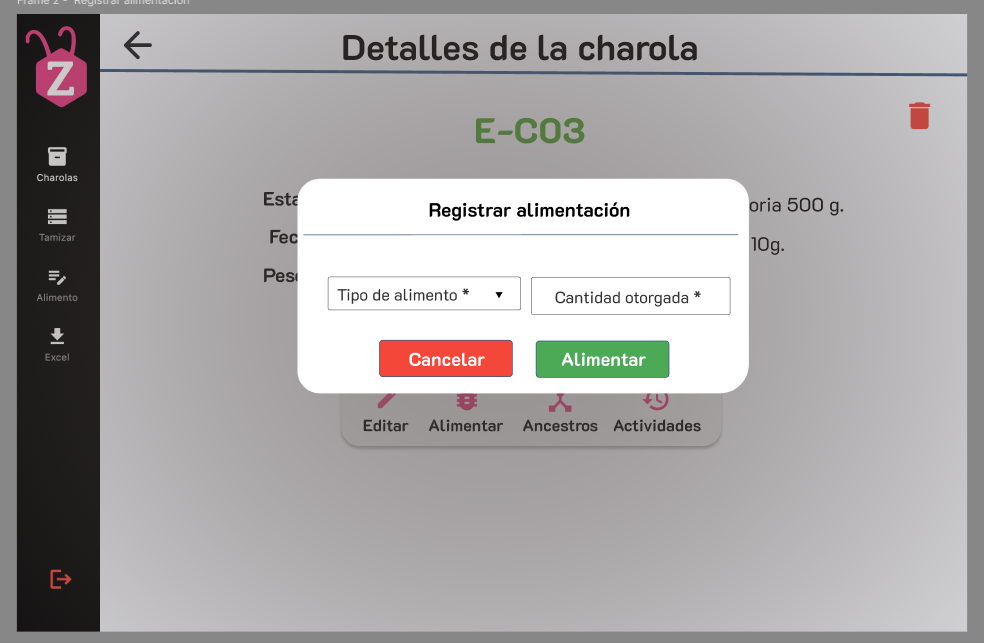 Frame 2 - Registrar alimentación
Z
Detalles de la charola
E-C03
Charolas
Tamizar
Alimento
Excel
Esta
oria 500 g.
Fec
10g.
Pes
Registrar alimentación
Tipo de alimento * ▼
Cantidad otorgada *
Cancelar
Alimentar
Editar
Alimentar
Ancestros
Actividades